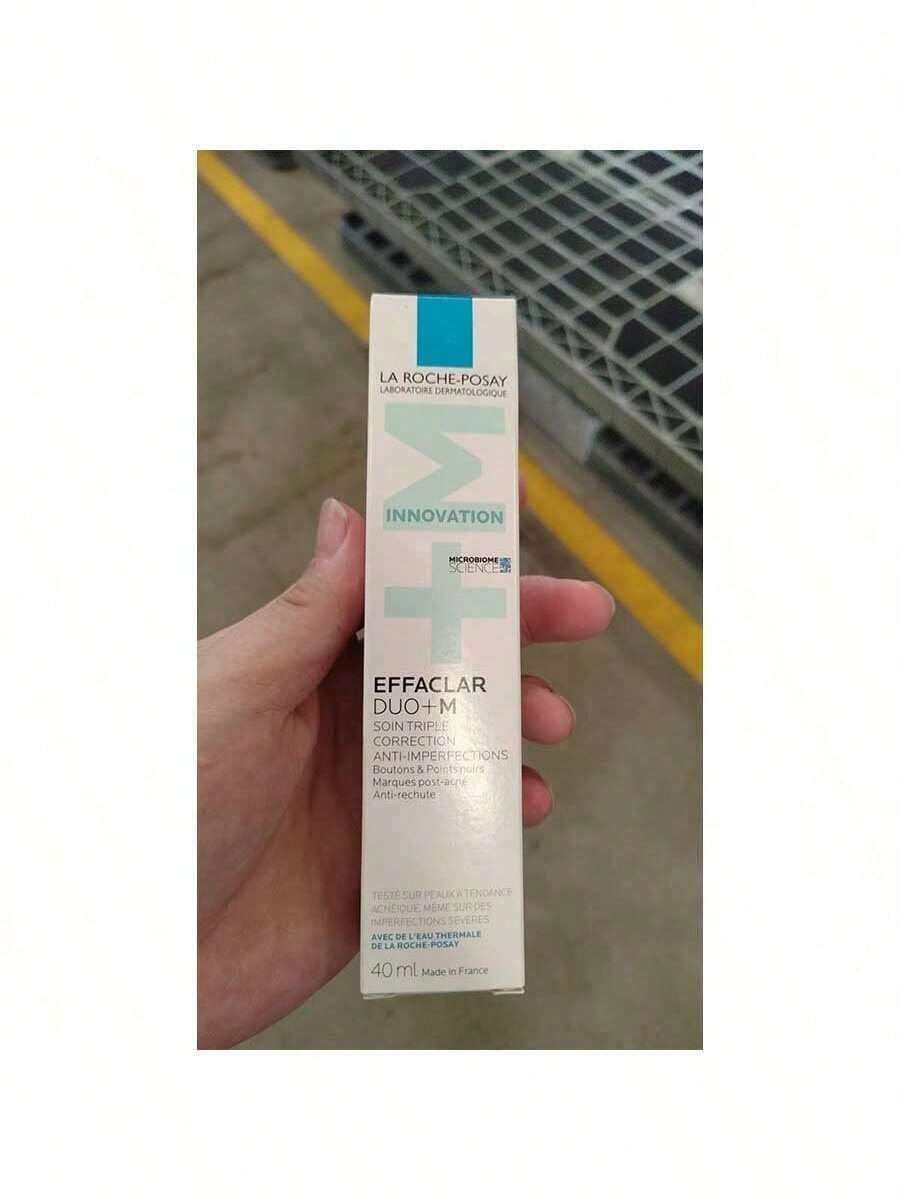 LA ROCHE-POSAY
LABORATOIRE DERMATOLOGIQUE
+M
INNOVATION
MICROBIOME
SCIENCE
EFFACLAR
DUO+M
SOIN TRIPLE
CORRECTION
ANTI-IMPERFECTIONS
Boutons & Points noirs
Marques post-acné
Anti-rechute
TESTÉ SUR PEAUX À TENDANCE
ACNÉIQUE, MÊME SUR DES
IMPERFECTIONS SÉVÈRES
AVEC DE L'EAU THERMALE
DE LA ROCHE-POSAY
40 ml Made in France